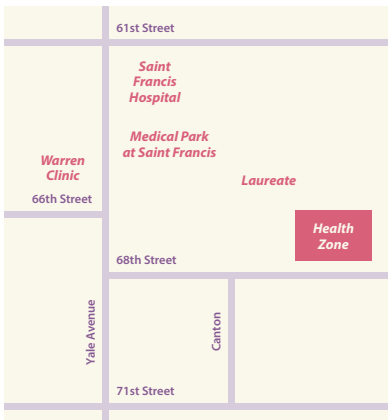 61st Street
Saint
Francis
Hospital
Medical Park
at Saint Francis
Warren
Clinic
Laureate
66th Street
Health
Zone
68th Street
Yale Avenue
Canton
71st Street